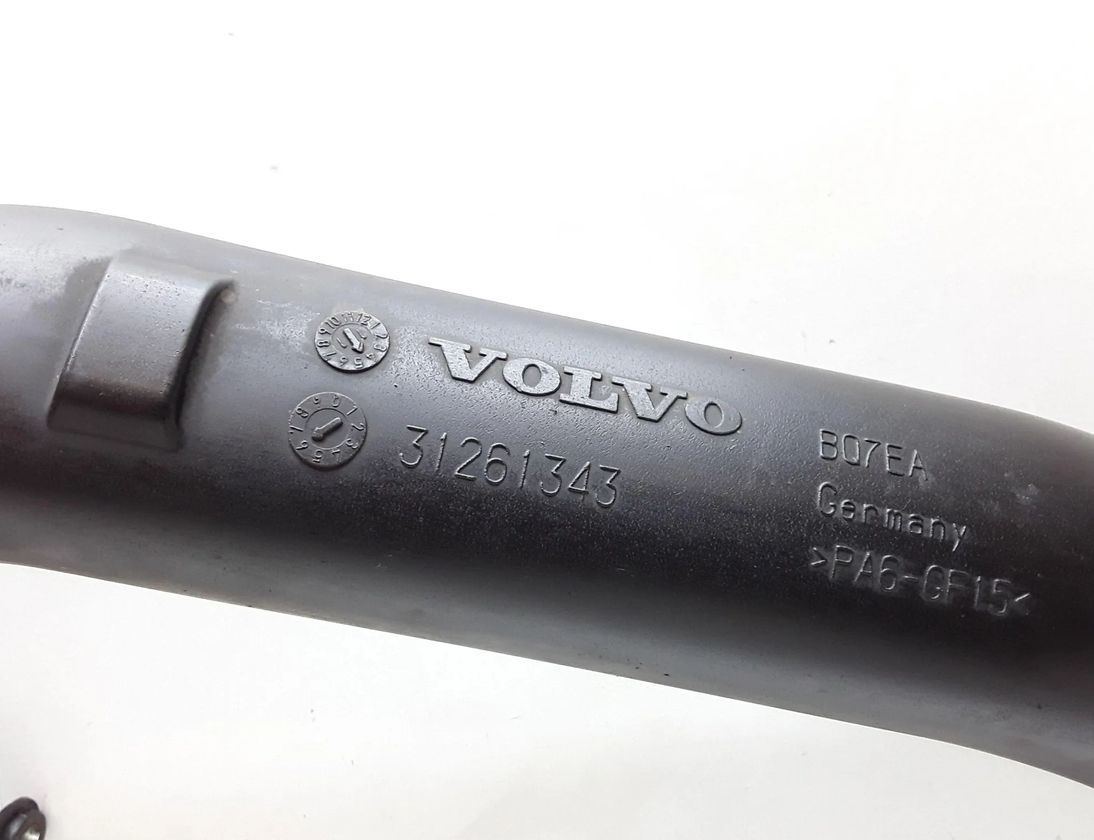 VOLVO
31261343
B07EA
Germany
>PA6-GF15<